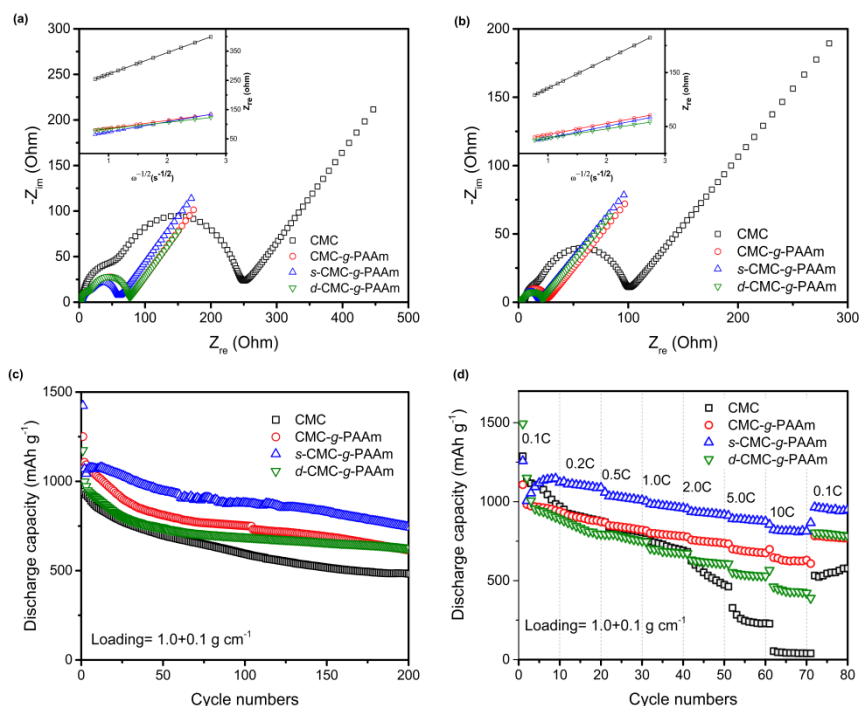 (a)
300
250
200
150
100
50
0
-Z_im (Ohm)
0 100 200 300 400 500
Z_re (Ohm)
350
250
150
50
Z_re (ohm)
1 2 3
ω^-1/2(s^-1/2)
CMC
CMC-g-PAAm
s-CMC-g-PAAm
d-CMC-g-PAAm
(b)
200
150
100
50
0
-Z_im (Ohm)
0 100 200 300
Z_re (Ohm)
150
50
Z_re (ohm)
1 2 3
ω^-1/2(s^-1/2)
CMC
CMC-g-PAAm
s-CMC-g-PAAm
d-CMC-g-PAAm
(c)
1500
1000
500
0
Discharge capacity (mAh g^-1)
CMC
CMC-g-PAAm
s-CMC-g-PAAm
d-CMC-g-PAAm
Loading= 1.0+0.1 g cm^-1
0 50 100 150 200
Cycle numbers
(d)
1500
1000
500
0
Discharge capacity (mAh g^-1)
CMC
CMC-g-PAAm
s-CMC-g-PAAm
d-CMC-g-PAAm
0.1C 0.2C 0.5C 1.0C 2.0C 5.0C 10C 0.1C
Loading= 1.0+0.1 g cm^-1
0 10 20 30 40 50 60 70 80
Cycle numbers